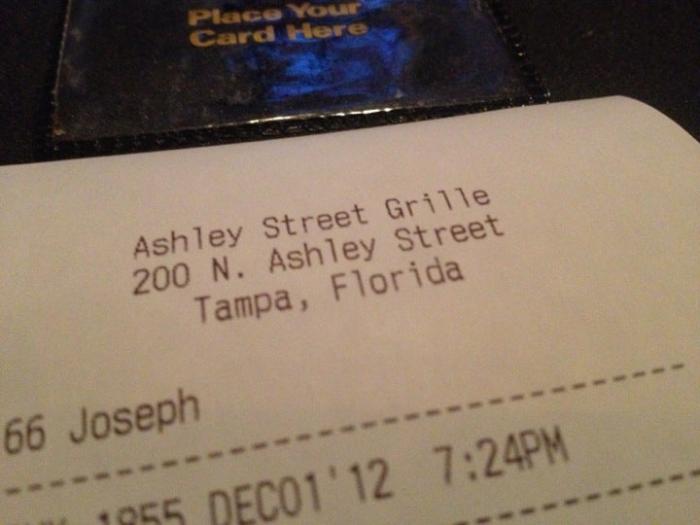 Place Your
Card Here
Ashley Street Grille
200 N. Ashley Street
Tampa, Florida
66 Joseph
1855 DEC01'12 7:24PM